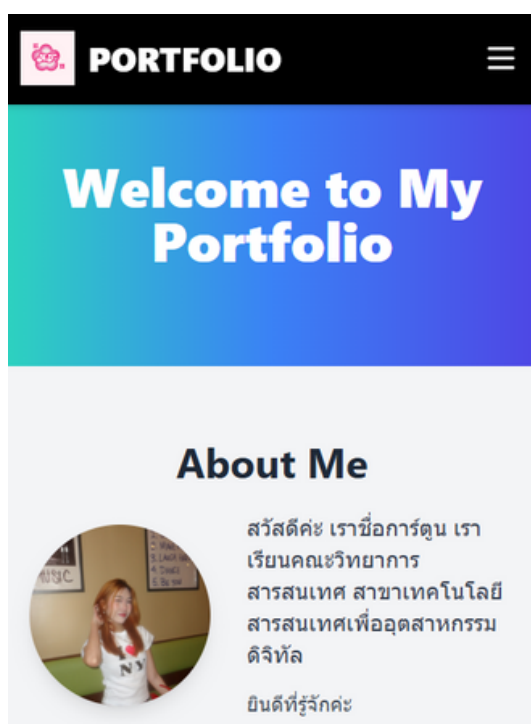 PORTFOLIO
Welcome to My
Portfolio
About Me
สวัสดีค่ะ เราชื่อการ์ตูน เรา
เรียนคณะวิทยาการ
สารสนเทศ สาขาเทคโนโลยี
สารสนเทศเพื่ออุตสาหกรรม
ดิจิทัล
ยินดีที่รู้จักค่ะ